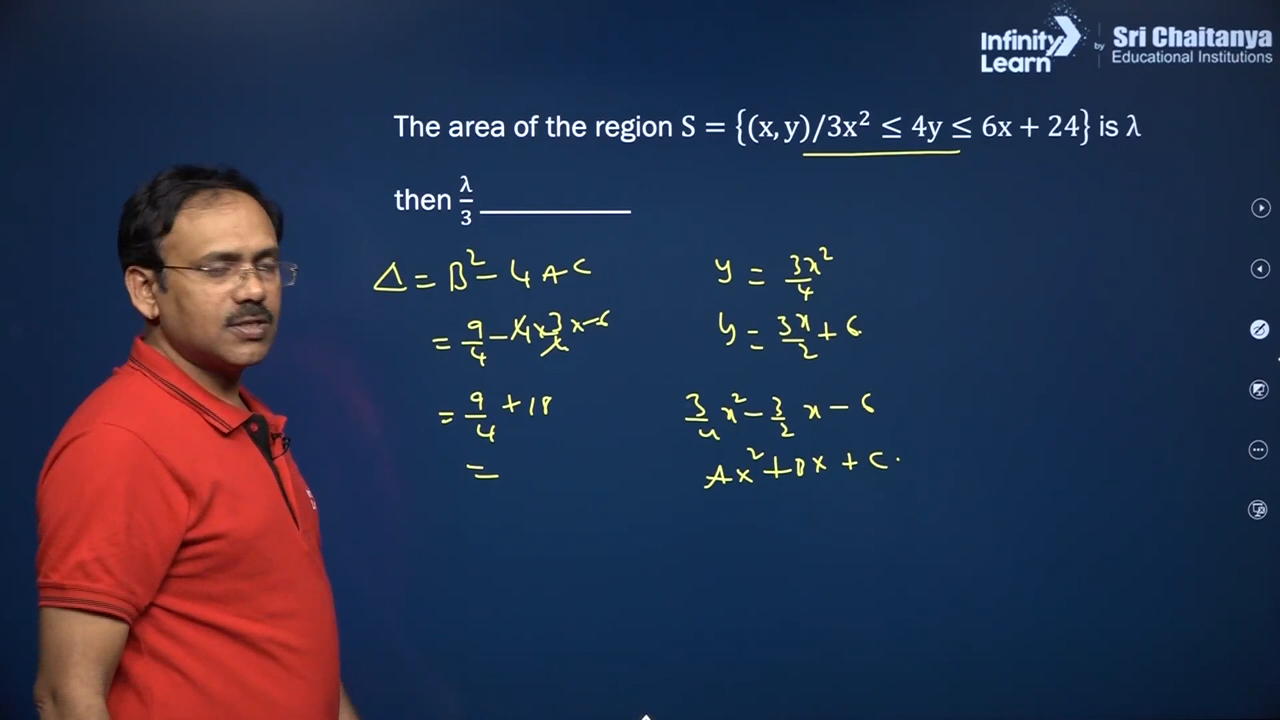 Infinity Learn by Sri Chaitanya Educational Institutions
The area of the region S = {(x, y)/3x² ≤ 4y ≤ 6x + 24} is λ
then λ/3 __________
Δ = B² - 4AC
= 9/4 - 4 x 3/4 x -6
= 9/4 + 18
=
y = 3x²/4
y = 3x/2 + 6
3/4 x² - 3/2 x - 6
Ax² + Bx + C.